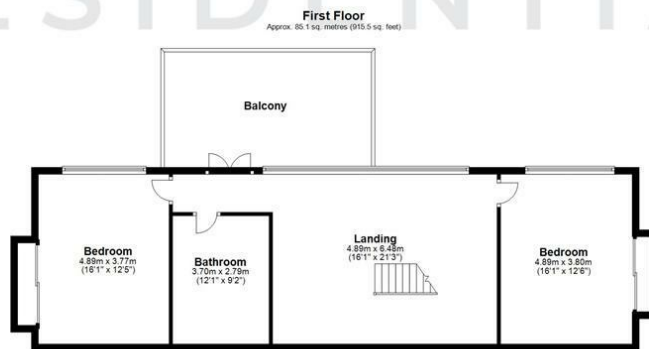 ESIDENTIA
First Floor
Approx. 85.1 sq. metres (915.5 sq. feet)
Balcony
Bedroom
4.89m x 3.77m
(16'1" x 12'5")
Bathroom
3.70m x 2.79m
(12'1" x 9'2")
Landing
4.89m x 6.48m
(16'1" x 21'3")
Bedroom
4.89m x 3.80m
(16'1" x 12'6")